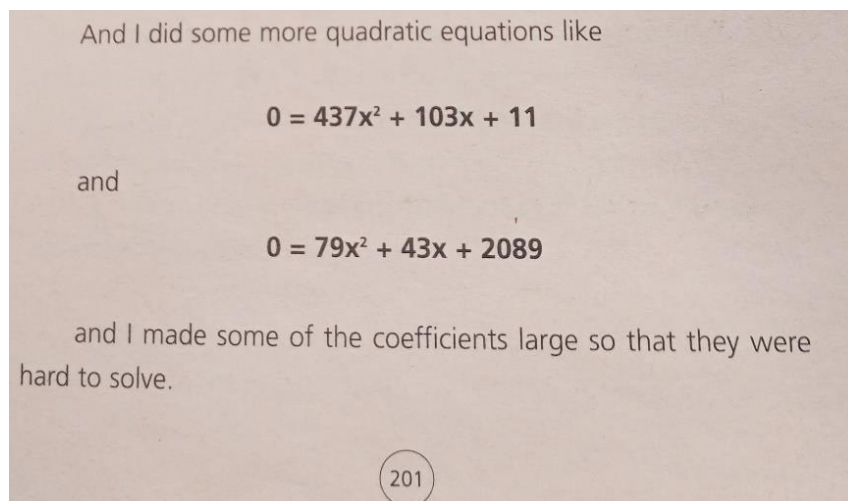 And I did some more quadratic equations like
0 = 437x² + 103x + 11
and
0 = 79x² + 43x + 2089
and I made some of the coefficients large so that they were
hard to solve.
201